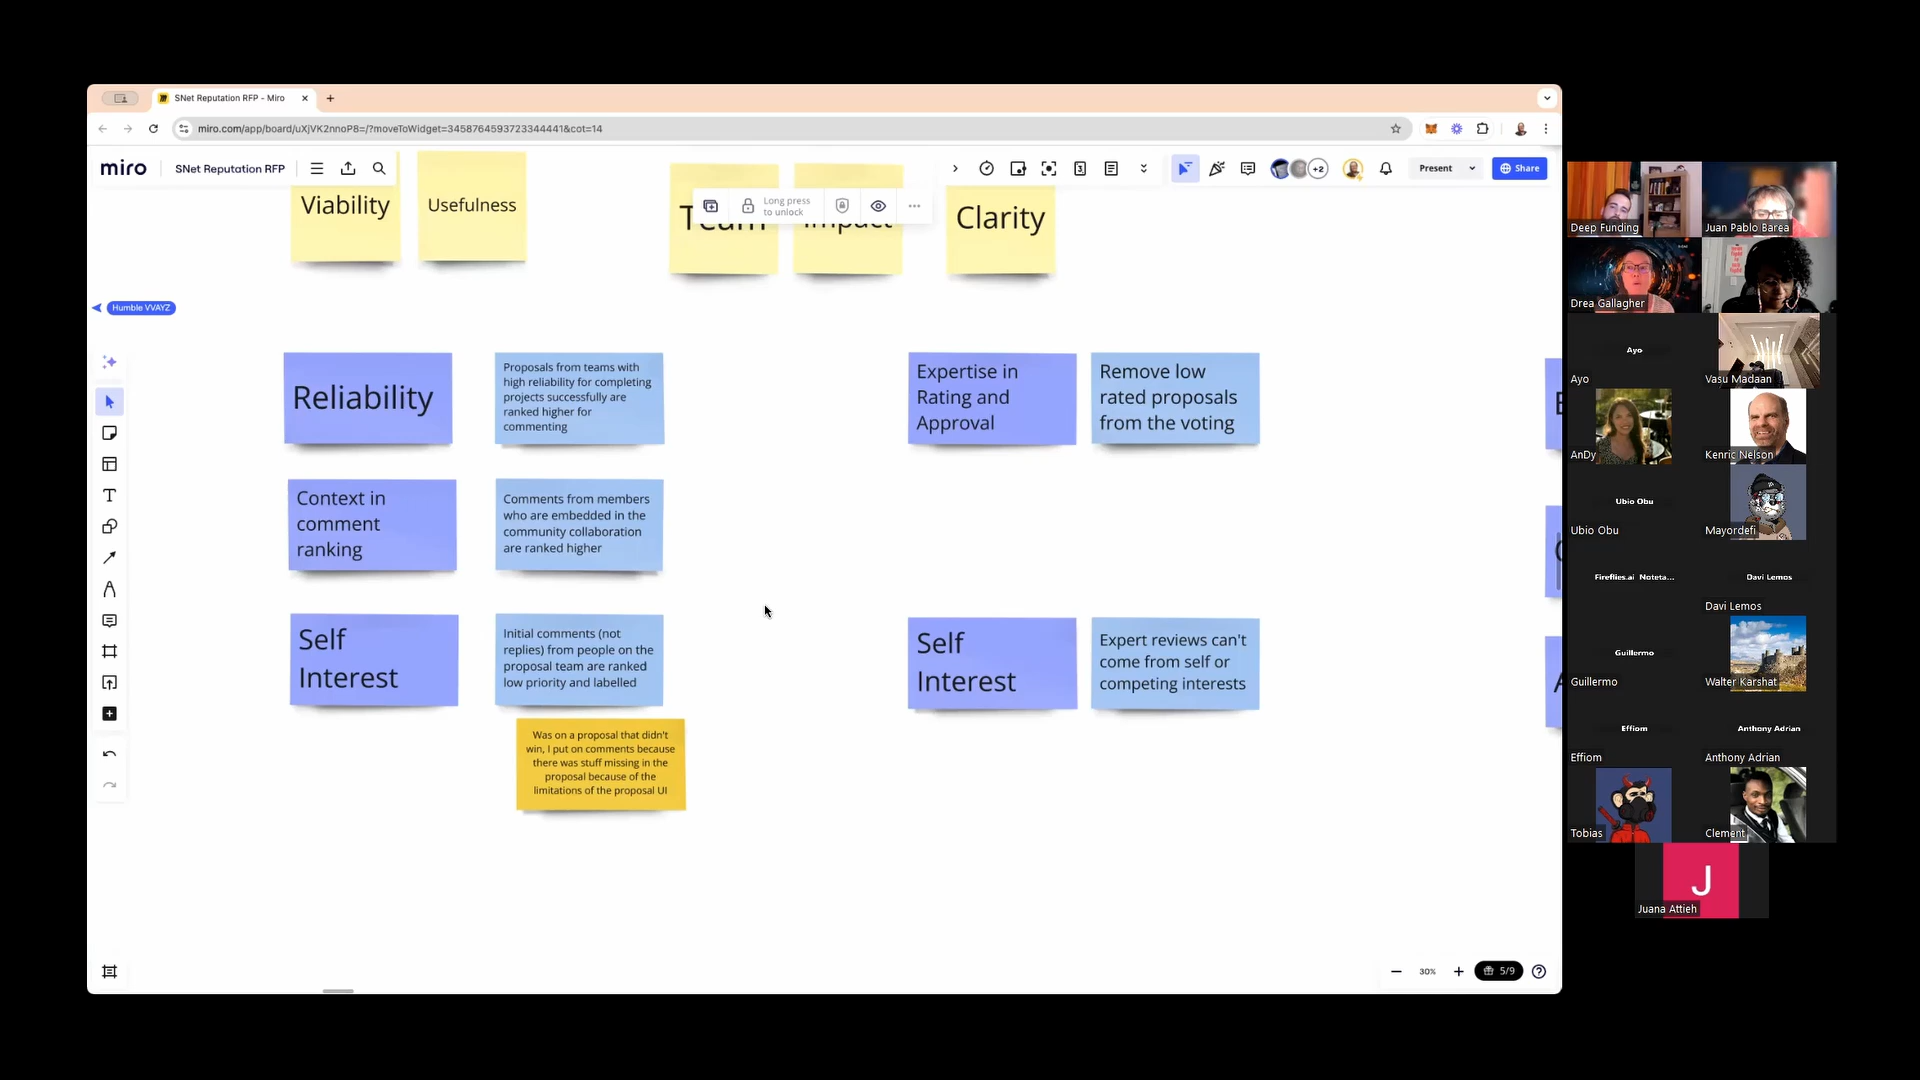 SNet Reputation RFP - Miro
miro.com/app/board/uXjVK2nnoP8=/?moveToWidget=3458764593723344441&cot=14
miro
SNet Reputation RFP
+2
Present
Share
Viability
Usefulness
Team
Impact
Clarity
Long press
to unlock
Humble VVAYZ
Reliability
Proposals from teams with
high reliability for completing
projects successfully are
ranked higher for
commenting
Expertise in
Rating and
Approval
Remove low
rated proposals
from the voting
Context in
comment
ranking
Comments from members
who are embedded in the
community collaboration
are ranked higher
Self
Interest
Initial comments (not
replies) from people on the
proposal team are ranked
low priority and labelled
Self
Interest
Expert reviews can't
come from self or
competing interests
Was on a proposal that didn't
win, I put on comments because
there was stuff missing in the
proposal because of the
limitations of the proposal UI
30%
5/9
Deep Funding
Juan Pablo Barea
Drea Gallagher
Ayo
Ayo
Vasu Madaan
AnDy
Kenric Nelson
Ubio Obu
Ubio Obu
Mayordefi
Fireflies.ai Noteta...
Davi Lemos
Davi Lemos
Guillermo
Guillermo
Walter Karshat
Effiom
Anthony Adrian
Effiom
Anthony Adrian
Tobias
Clement
J
Juana Attieh